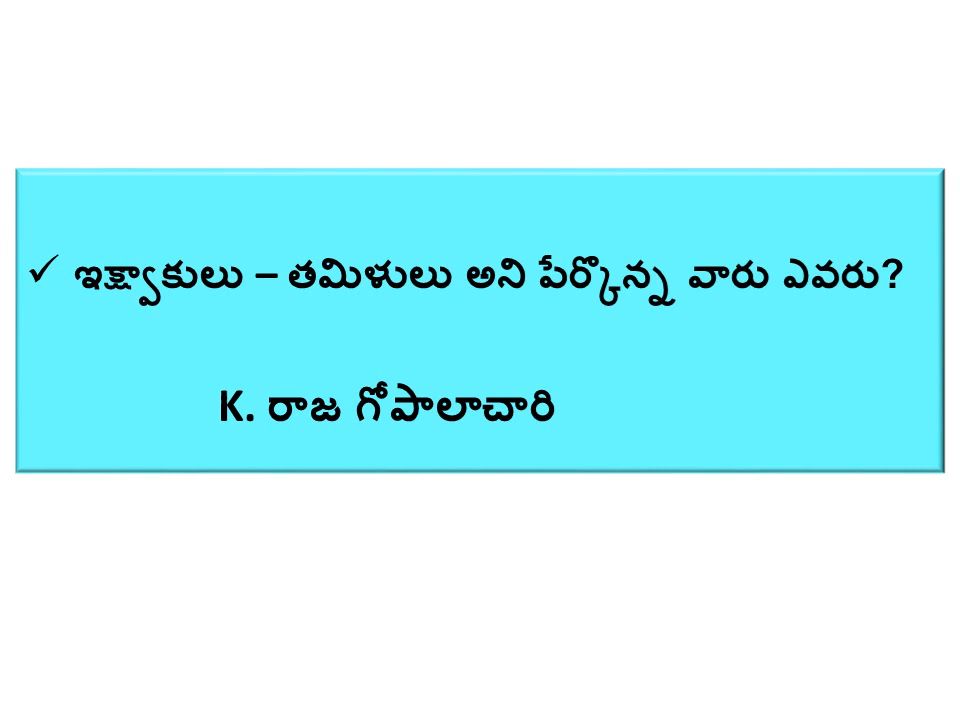 ✓ ఇక్ష్వాకులు – తమిళులు అని పేర్కొన్న వారు ఎవరు?
K. రాజ గోపాలాచారి